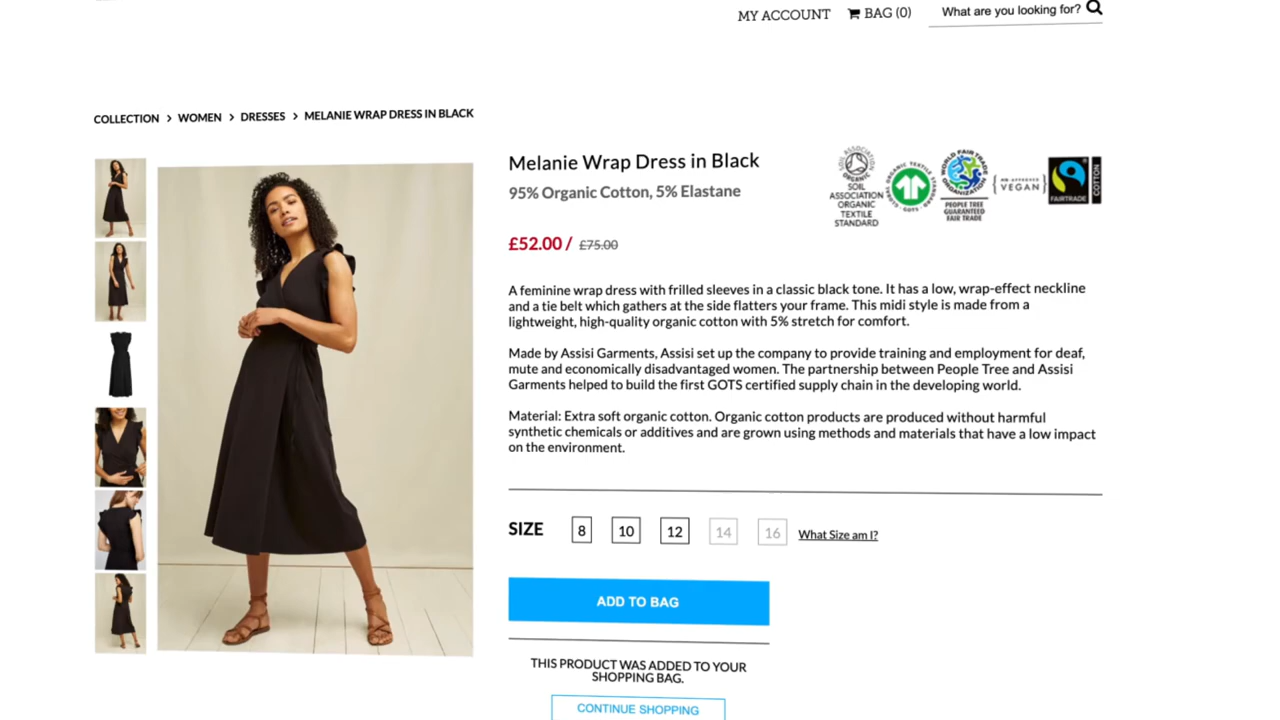 MY ACCOUNT
BAG (0)
What are you looking for?
COLLECTION > WOMEN > DRESSES > MELANIE WRAP DRESS IN BLACK
Melanie Wrap Dress in Black
95% Organic Cotton, 5% Elastane
£52.00 / £75.00
SOIL ASSOCIATION
ORGANIC
SOIL
ASSOCIATION
ORGANIC
TEXTILE
STANDARD
ORGANIC TEXTILE STANDARD
GOTS
WORLD FAIR TRADE
ORGANIZATION
PEOPLE TREE
GUARANTEED
FAIR TRADE
AN APPROVED
VEGAN
FAIRTRADE
COTTON
A feminine wrap dress with frilled sleeves in a classic black tone. It has a low, wrap-effect neckline
and a tie belt which gathers at the side flatters your frame. This midi style is made from a
lightweight, high-quality organic cotton with 5% stretch for comfort.
Made by Assisi Garments, Assisi set up the company to provide training and employment for deaf,
mute and economically disadvantaged women. The partnership between People Tree and Assisi
Garments helped to build the first GOTS certified supply chain in the developing world.
Material: Extra soft organic cotton. Organic cotton products are produced without harmful
synthetic chemicals or additives and are grown using methods and materials that have a low impact
on the environment.
SIZE 8 10 12 14 16 What Size am I?
ADD TO BAG
THIS PRODUCT WAS ADDED TO YOUR
SHOPPING BAG.
CONTINUE SHOPPING